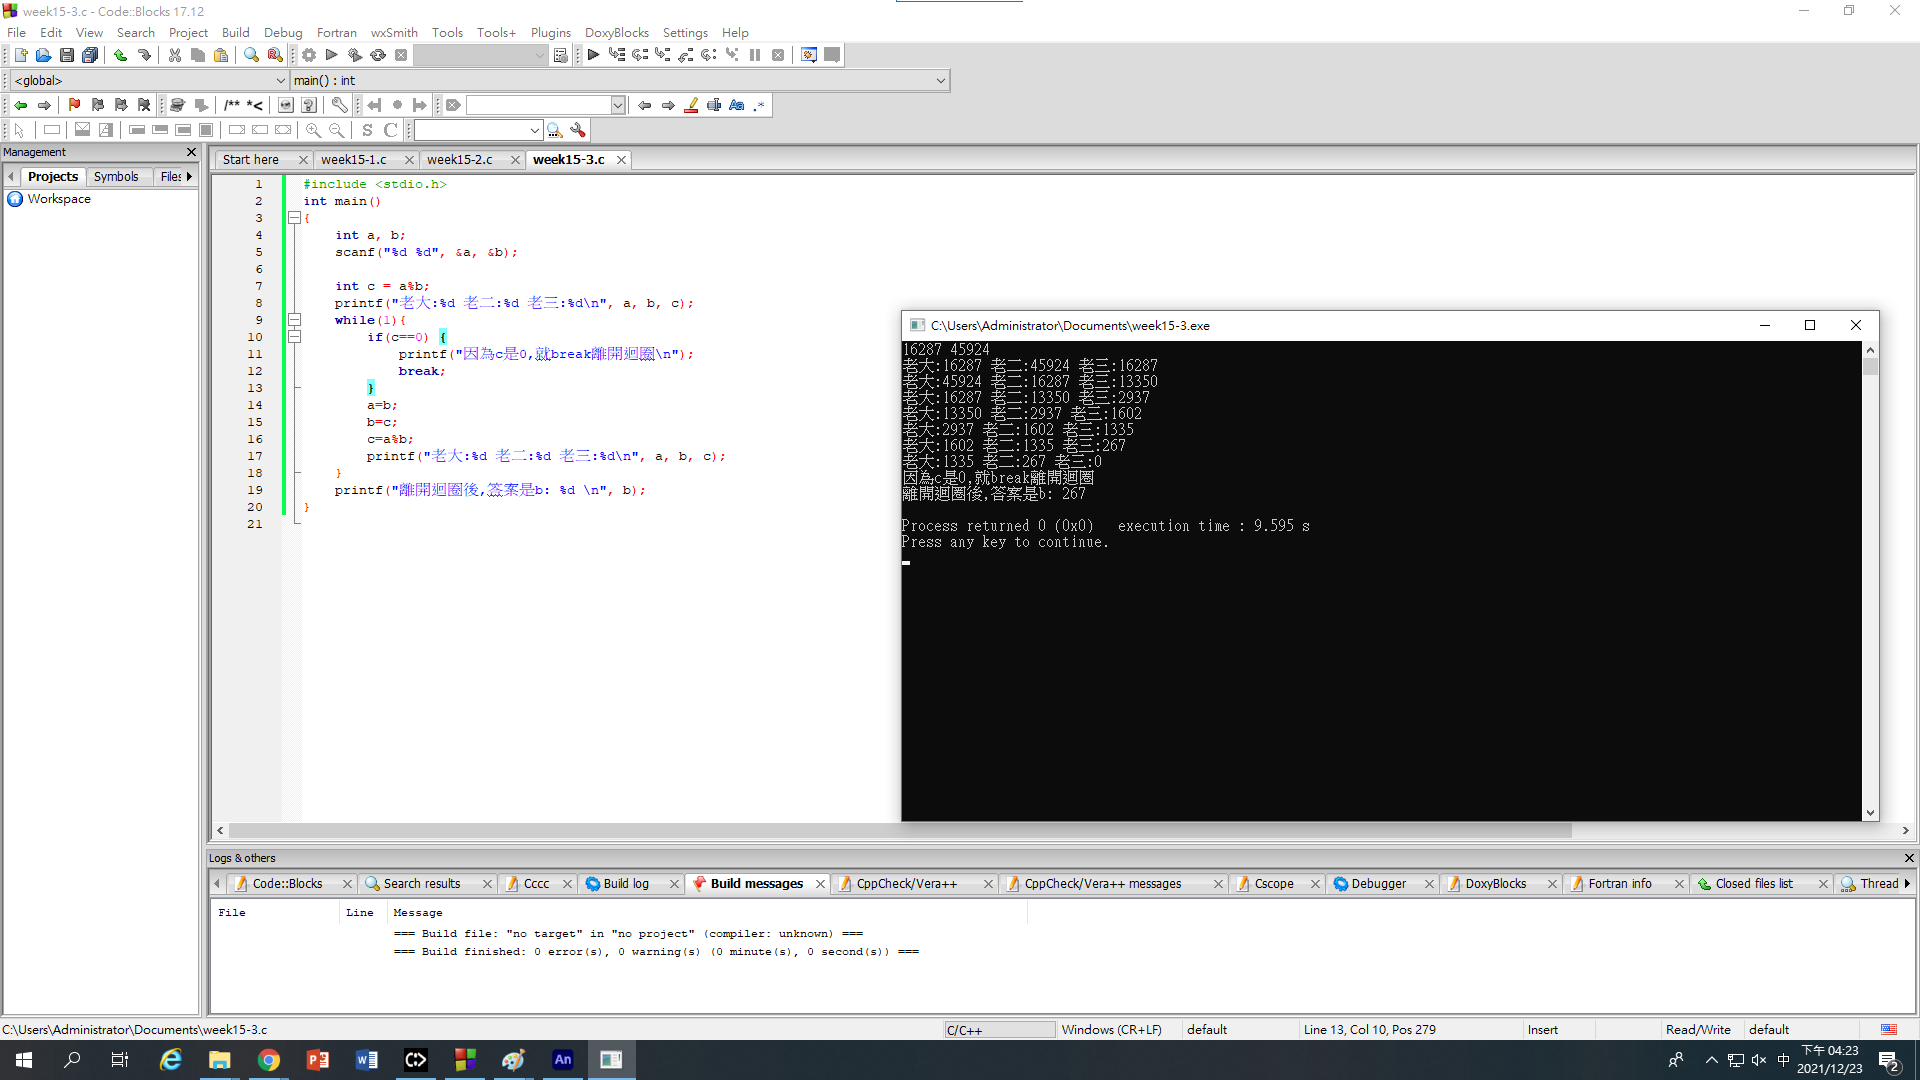 week15-3.c - Code::Blocks 17.12
File Edit View Search Project Build Debug Fortran wxSmith Tools Tools+ Plugins DoxyBlocks Settings Help
<global> main() : int
/** *< Aa .*
S C
Management
Projects Symbols Files
Workspace
Start here week15-1.c week15-2.c week15-3.c
1 #include <stdio.h>
2 int main()
3 {
4 int a, b;
5 scanf("%d %d", &a, &b);
6
7 int c = a%b;
8 printf("老大:%d 老二:%d 老三:%d\n", a, b, c);
9 while(1){
10 if(c==0) {
11 printf("因為c是0,就break離開迴圈\n");
12 break;
13 }
14 a=b;
15 b=c;
16 c=a%b;
17 printf("老大:%d 老二:%d 老三:%d\n", a, b, c);
18 }
19 printf("離開迴圈後,答案是b: %d \n", b);
20 }
21
C:\Users\Administrator\Documents\week15-3.exe
16287 45924
老大:16287 老二:45924 老三:16287
老大:45924 老二:16287 老三:13350
老大:16287 老二:13350 老三:2937
老大:13350 老二:2937 老三:1602
老大:2937 老二:1602 老三:1335
老大:1602 老二:1335 老三:267
老大:1335 老二:267 老三:0
因為c是0,就break離開迴圈
離開迴圈後,答案是b: 267
Process returned 0 (0x0) execution time : 9.595 s
Press any key to continue.
Logs & others
Code::Blocks Search results Cccc Build log Build messages CppCheck/Vera++ CppCheck/Vera++ messages Cscope Debugger DoxyBlocks Fortran info Closed files list Thread
File Line Message
=== Build file: "no target" in "no project" (compiler: unknown) ===
=== Build finished: 0 error(s), 0 warning(s) (0 minute(s), 0 second(s)) ===
C:\Users\Administrator\Documents\week15-3.c C/C++ Windows (CR+LF) default Line 13, Col 10, Pos 279 Insert Read/Write default
An 中 下午 04:23
2021/12/23 2